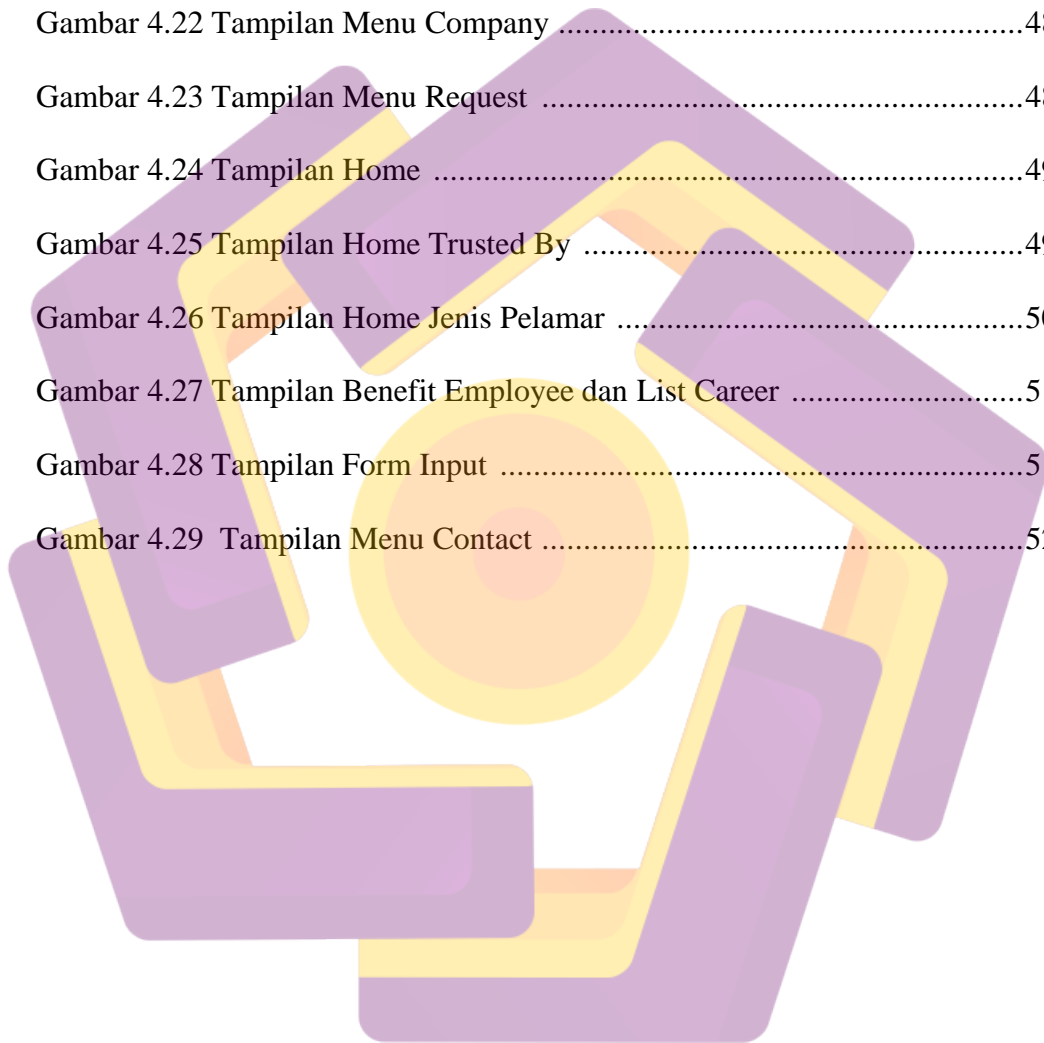 Gambar 4.22 Tampilan Menu Company ........................................................48
Gambar 4.23 Tampilan Menu Request ..........................................................48
Gambar 4.24 Tampilan Home .......................................................................49
Gambar 4.25 Tampilan Home Trusted By .....................................................49
Gambar 4.26 Tampilan Home Jenis Pelamar .................................................50
Gambar 4.27 Tampilan Benefit Employee dan List Career ............................5
Gambar 4.28 Tampilan Form Input ...............................................................5
Gambar 4.29 Tampilan Menu Contact ..........................................................52